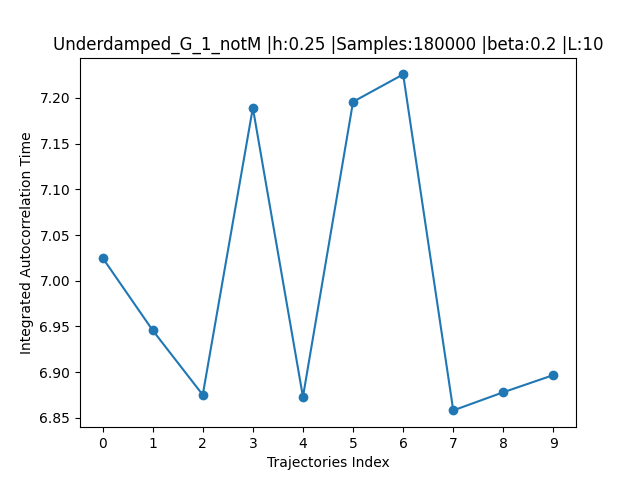 Underdamped_G_1_notM |h:0.25 |Samples:180000 |beta:0.2 |L:10
7.20
7.15
7.10
7.05
7.00
6.95
6.90
6.85
Integrated Autocorrelation Time
0 1 2 3 4 5 6 7 8 9
Trajectories Index